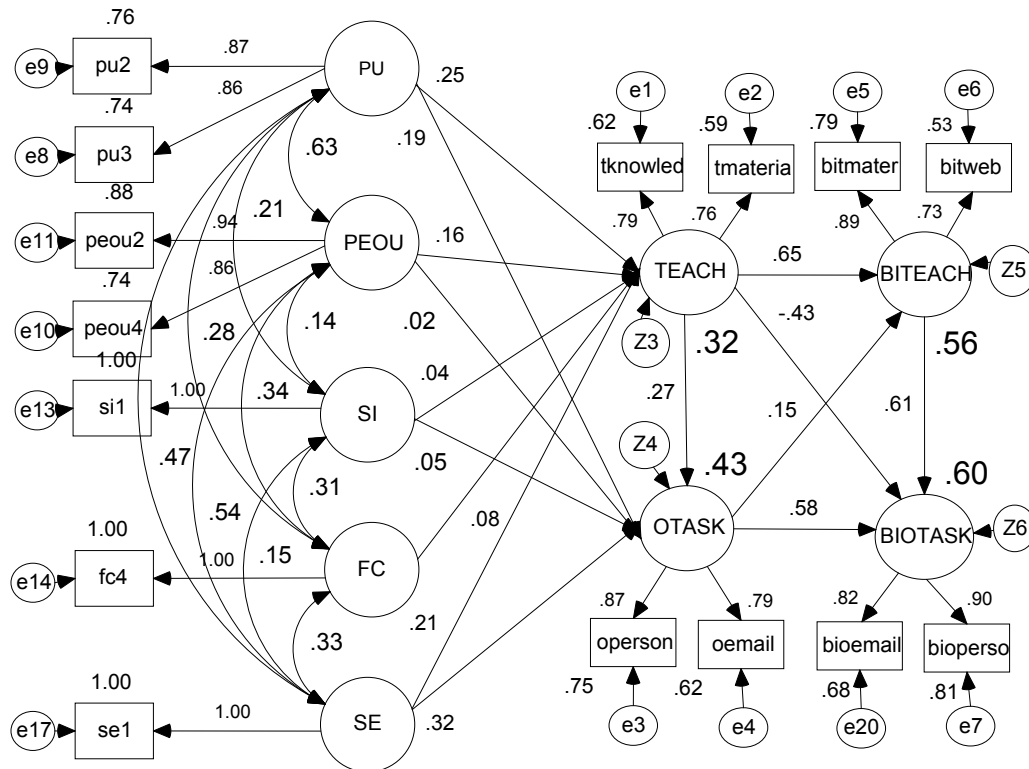 .76
e9
pu2
.87
PU
.25
.74
e8
pu3
.86
.19
.63
.88
e11
peou2
.94
.21
PEOU
.16
.74
e10
peou4
.86
.28
.14
.02
1.00
e13
si1
1.00
.34
SI
.04
.05
.47
.54
.31
1.00
e14
fc4
1.00
.15
FC
.08
.33
.21
1.00
e17
se1
1.00
SE
.32
e1
e2
e5
e6
.62
.59
.79
.53
tknowled
tmateria
bitmater
bitweb
.79
.76
.89
.73
TEACH
.65
BITEACH
Z5
Z3
.32
-.43
.56
.27
.15
.61
Z4
.43
.60
OTASK
.58
BIOTASK
Z6
.87
.79
.82
.90
operson
oemail
bioemail
bioperso
.75
.62
.68
.81
e3
e4
e20
e7